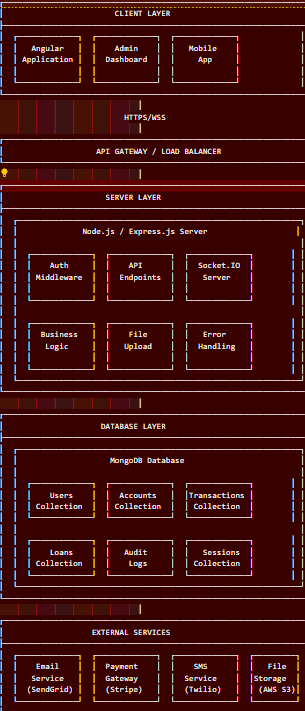 CLIENT LAYER
Angular Admin Mobile
Application Dashboard App
HTTPS/WSS
API GATEWAY / LOAD BALANCER
SERVER LAYER
Node.js / Express.js Server
Auth API Socket.IO
Middleware Endpoints Server
Business File Error
Logic Upload Handling
DATABASE LAYER
MongoDB Database
Users Accounts Transactions
Collection Collection Collection
Loans Audit Sessions
Collection Logs Collection
EXTERNAL SERVICES
Email Payment SMS File
Service Gateway Service Storage
(SendGrid) (Stripe) (Twilio) (AWS S3)